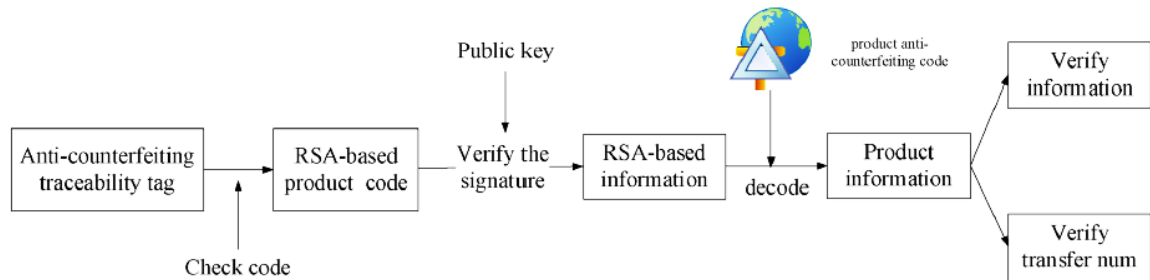 Public key
product anti-
counterfeiting code
Verify
information
Anti-counterfeiting
traceability tag
RSA-based
product code
Verify the
signature
RSA-based
information
decode
Product
information
Check code
Verify
transfer num